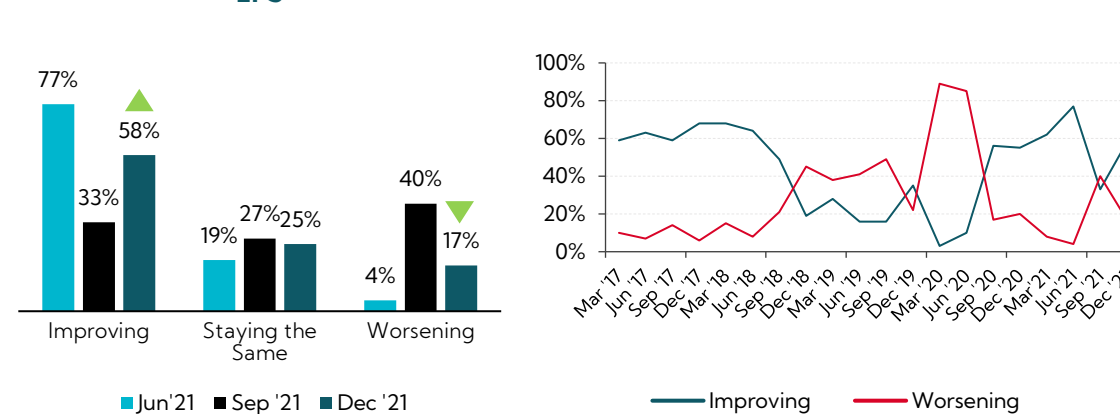 77%
33%
58%
19%
27%
25%
4%
40%
17%
Improving
Staying the
Same
Worsening
Jun'21
Sep '21
Dec '21
100%
80%
60%
40%
20%
0%
Mar '17
Jun '17
Sep '17
Dec '17
Mar '18
Jun '18
Sep '18
Dec '18
Mar '19
Jun '19
Sep '19
Dec '19
Mar '20
Jun '20
Sep '20
Dec '20
Mar'21
Jun '21
Sep '21
Improving
Worsening